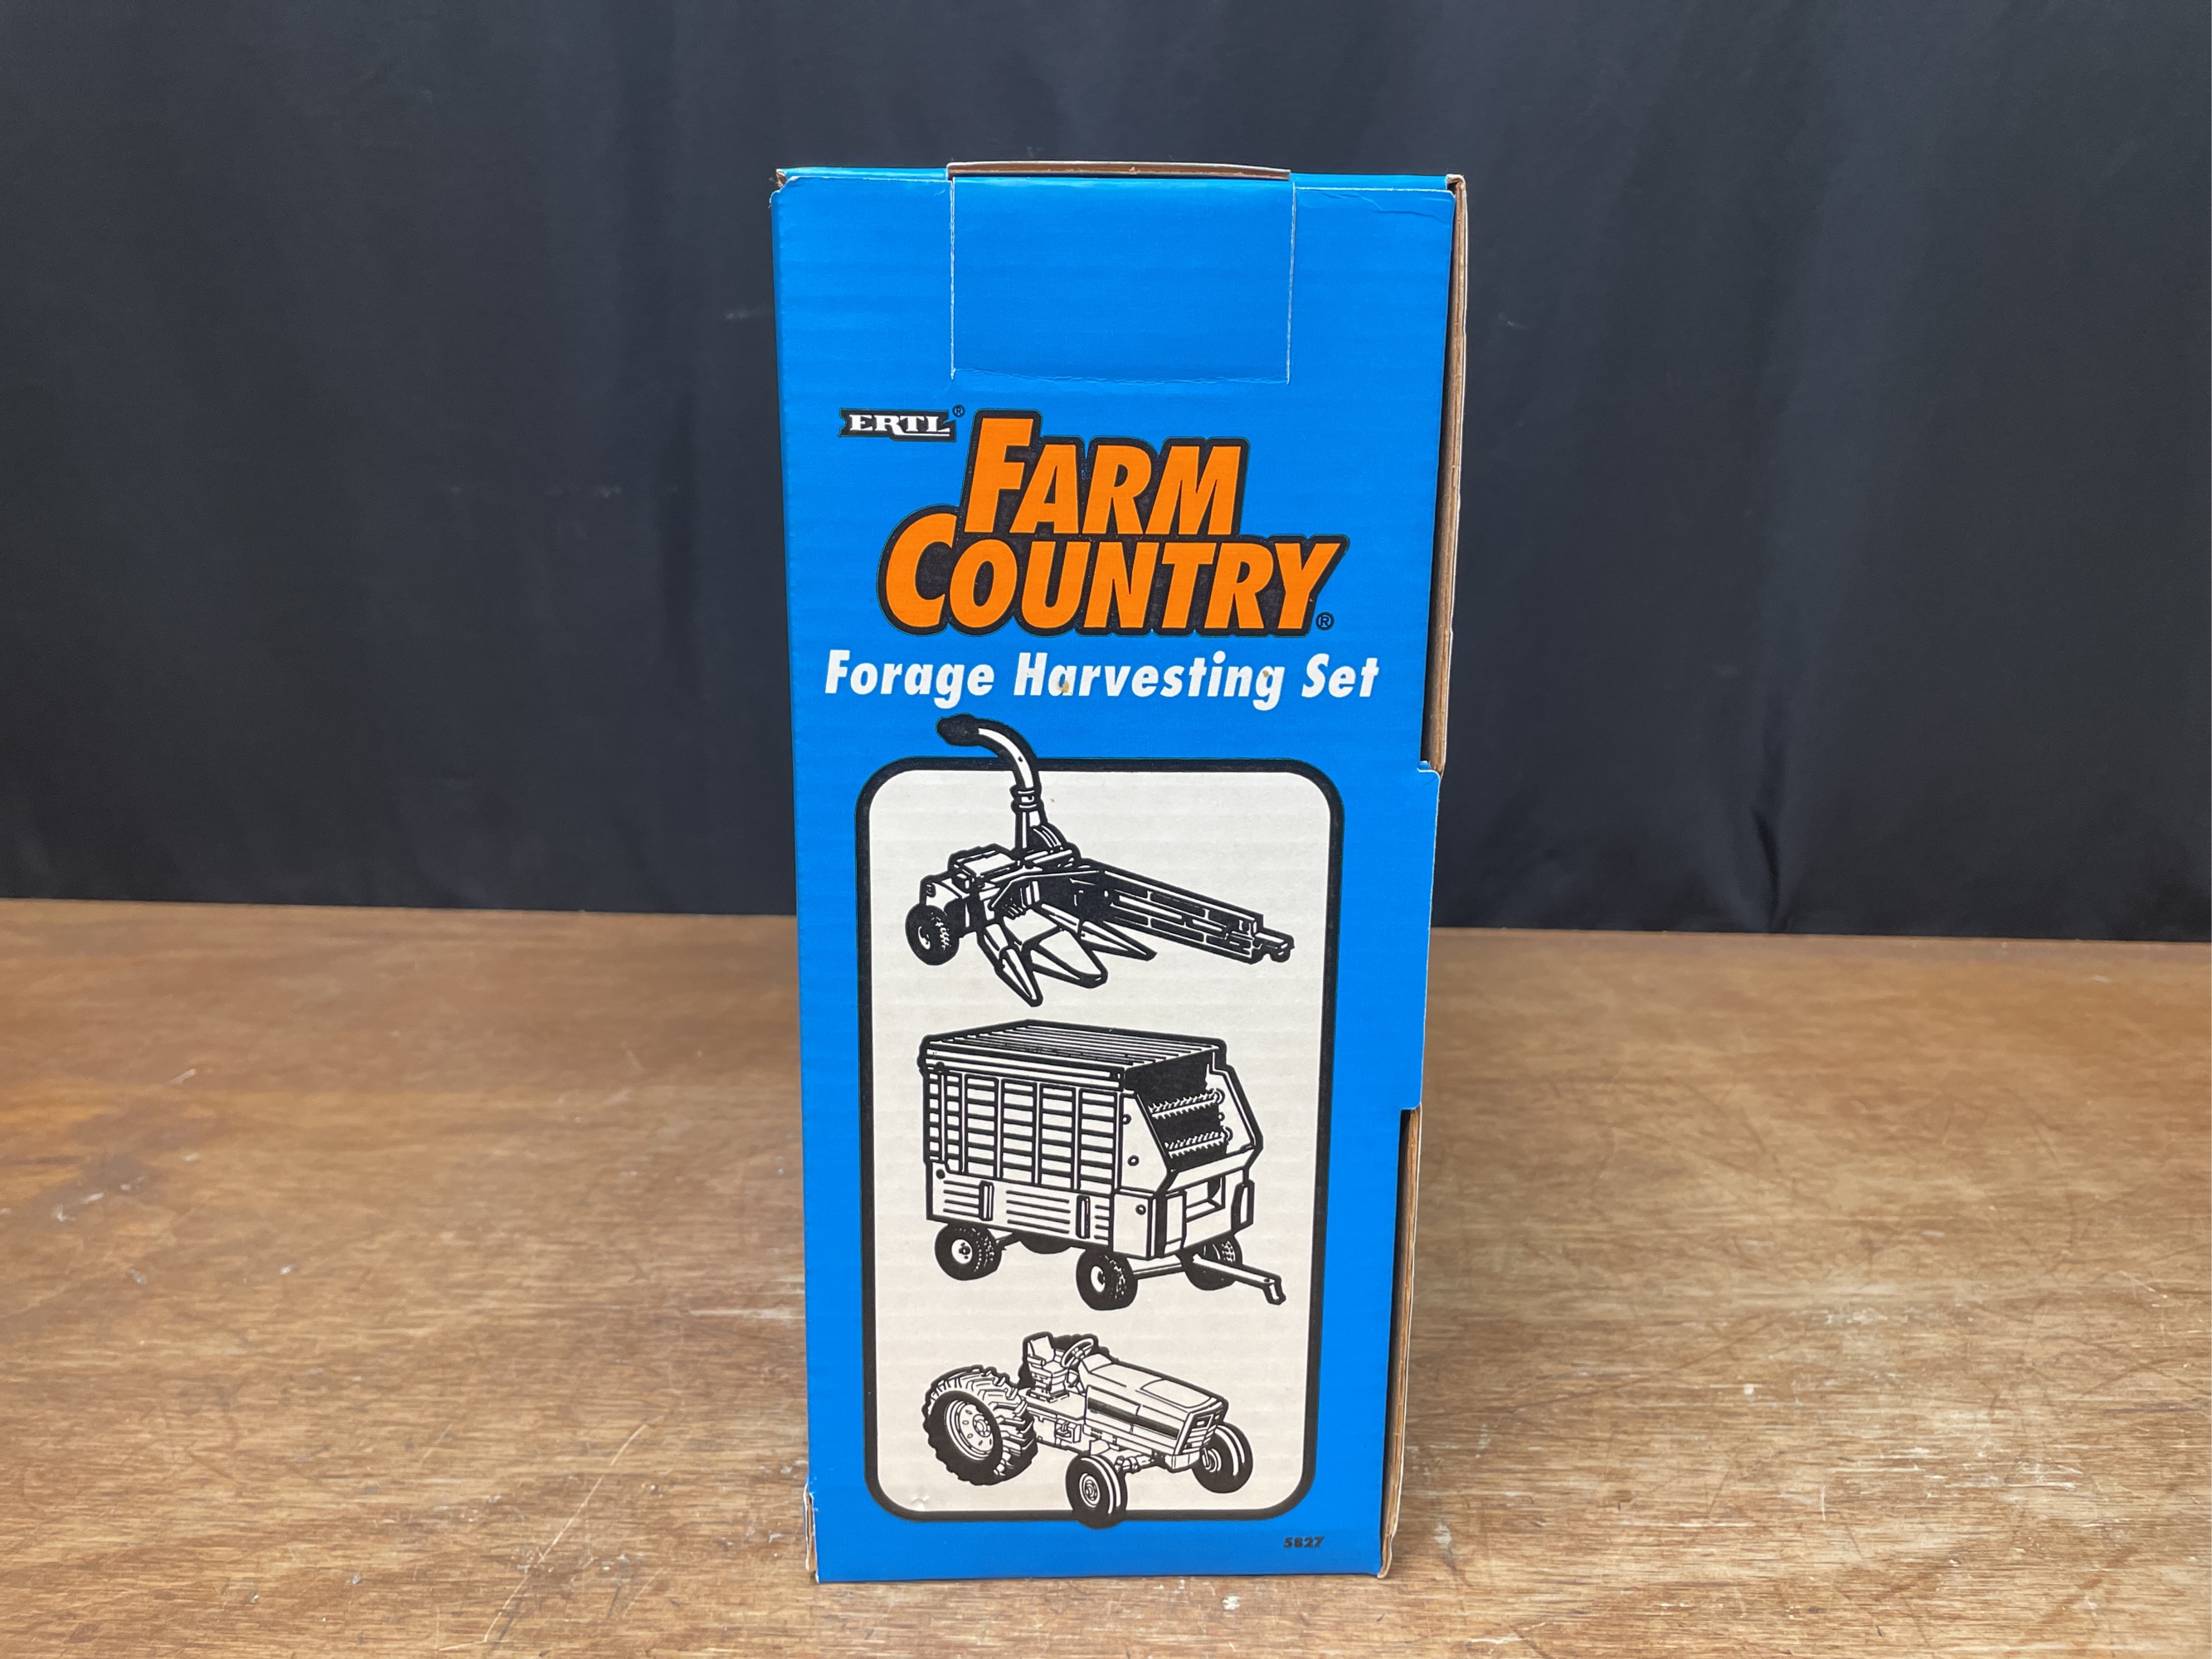 ERTL®
FARM
COUNTRY®
Forage Harvesting Set
5827